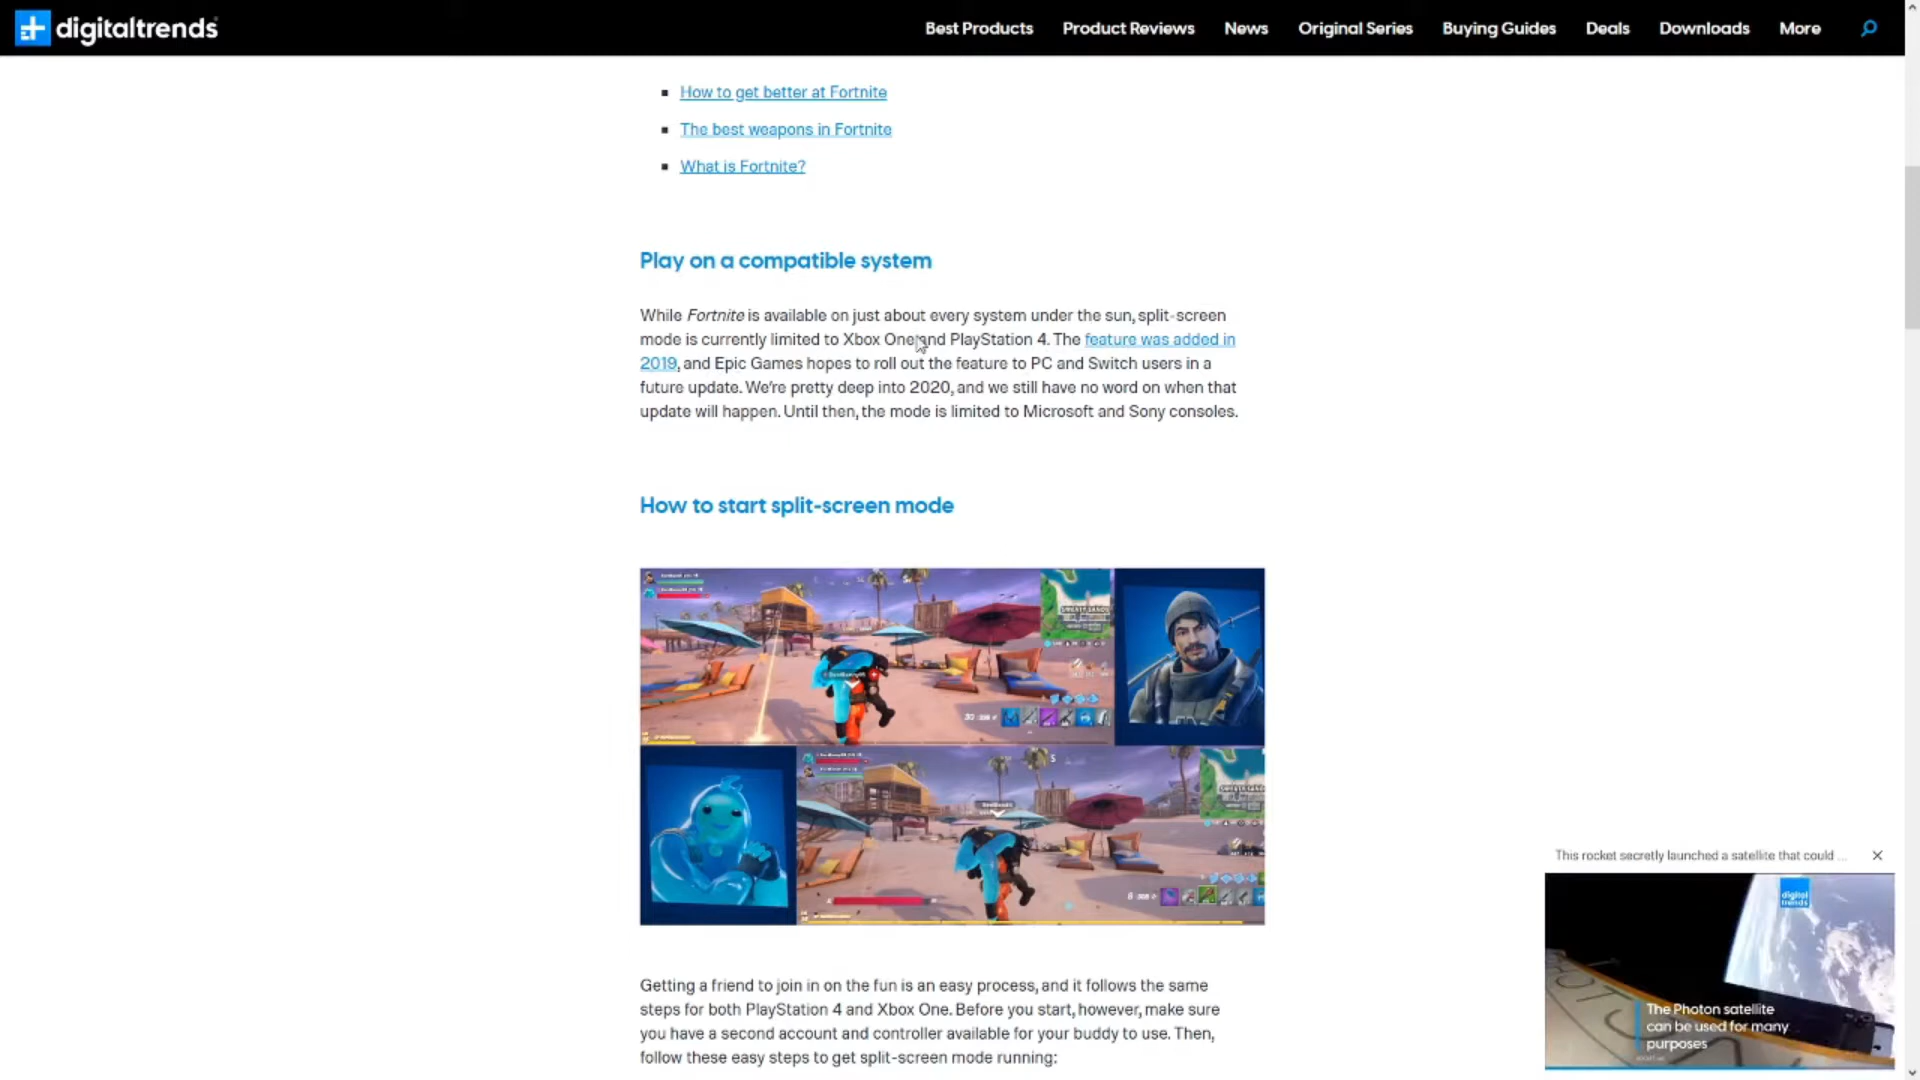 digitaltrends
Best Products Product Reviews News Original Series Buying Guides Deals Downloads More
How to get better at Fortnite
The best weapons in Fortnite
What is Fortnite?
Play on a compatible system
While Fortnite is available on just about every system under the sun, split-screen
mode is currently limited to Xbox One and PlayStation 4. The feature was added in
2019, and Epic Games hopes to roll out the feature to PC and Switch users in a
future update. We're pretty deep into 2020, and we still have no word on when that
update will happen. Until then, the mode is limited to Microsoft and Sony consoles.
How to start split-screen mode
Getting a friend to join in on the fun is an easy process, and it follows the same
steps for both PlayStation 4 and Xbox One. Before you start, however, make sure
you have a second account and controller available for your buddy to use. Then,
follow these easy steps to get split-screen mode running:
This rocket secretly launched a satellite that could ...
digital
trends
The Photon satellite
can be used for many
purposes